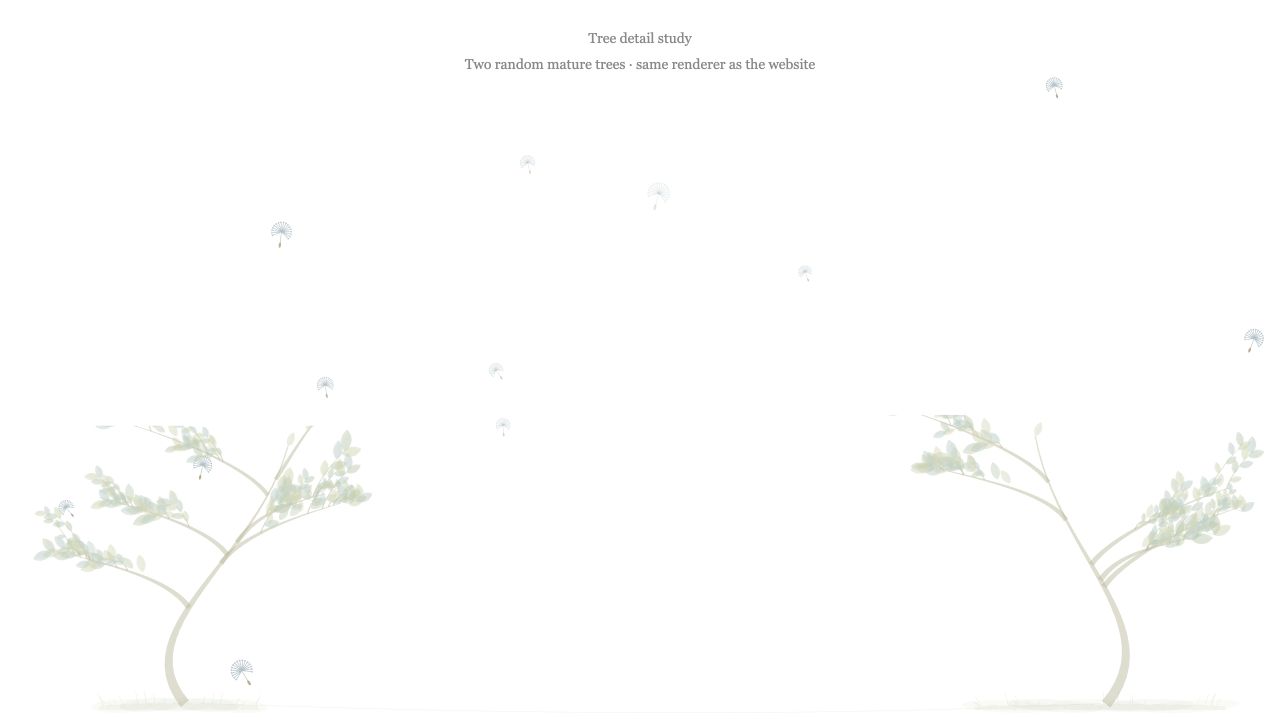 Tree detail study
Two random mature trees · same renderer as the website